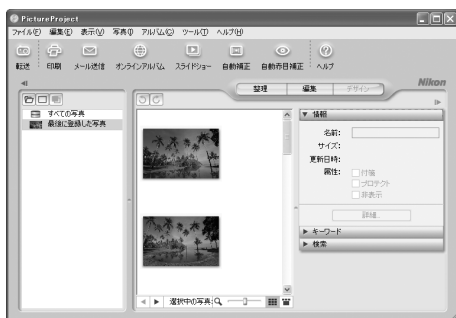 PictureProject
ファイル(F) 編集(E) 表示(V) 写真(I) アルバム(C) ツール(T) ヘルプ(H)
転送 印刷 メール送信 オンラインアルバム スライドショー 自動補正 自動赤目補正 ヘルプ
整理 編集 デザイン
Nikon
すべての写真
最後に登録した写真
情報
名前:
サイズ:
更新日時:
属性:
付箋
プロテクト
非表示
詳細...
キーワード
検索
選択中の写真: